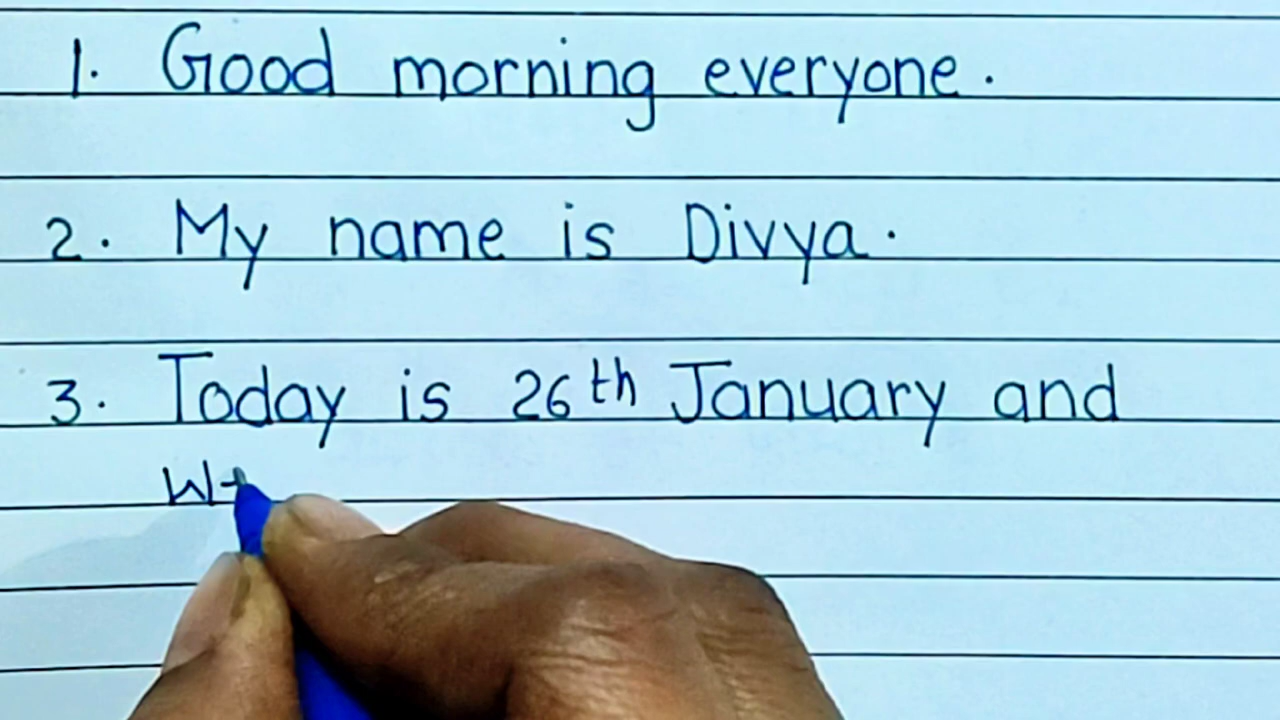 1. Good morning everyone.
2. My name is Divya.
3. Today is 26th January and